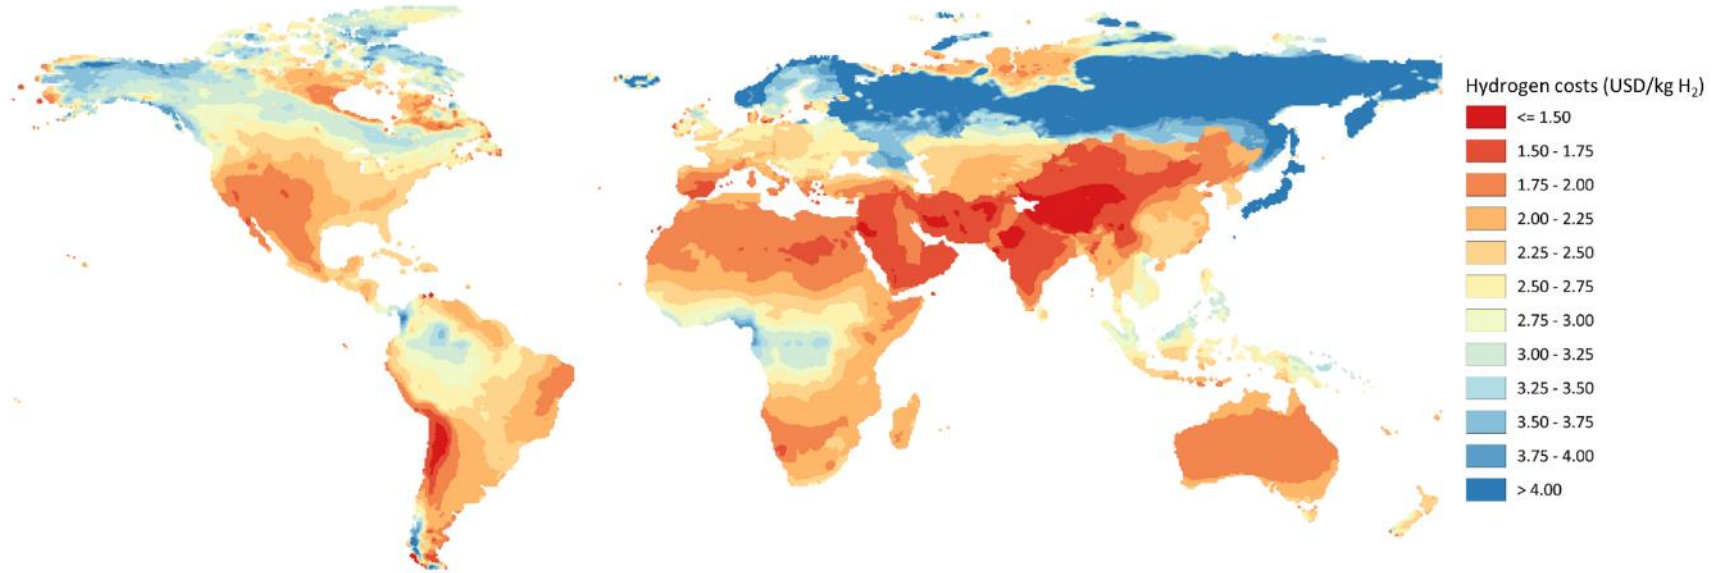 Hydrogen costs (USD/kg H₂)
<= 1.50
1.50 - 1.75
1.75 - 2.00
2.00 - 2.25
2.25 - 2.50
2.50 - 2.75
2.75 - 3.00
3.00 - 3.25
3.25 - 3.50
3.50 - 3.75
3.75 - 4.00
> 4.00